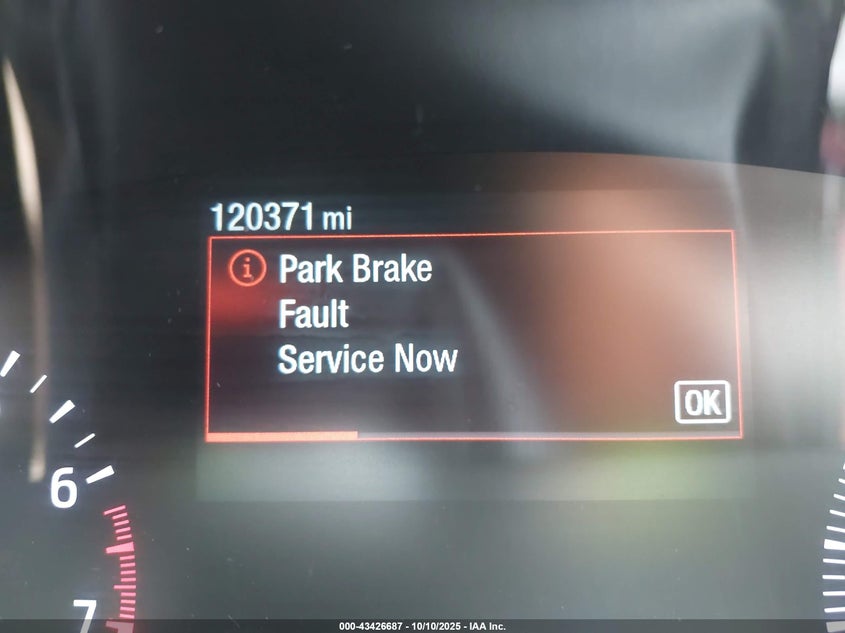 120371 mi
Park Brake
Fault
Service Now
OK
6
7
000-43426687 - 10/10/2025 - IAA Inc.